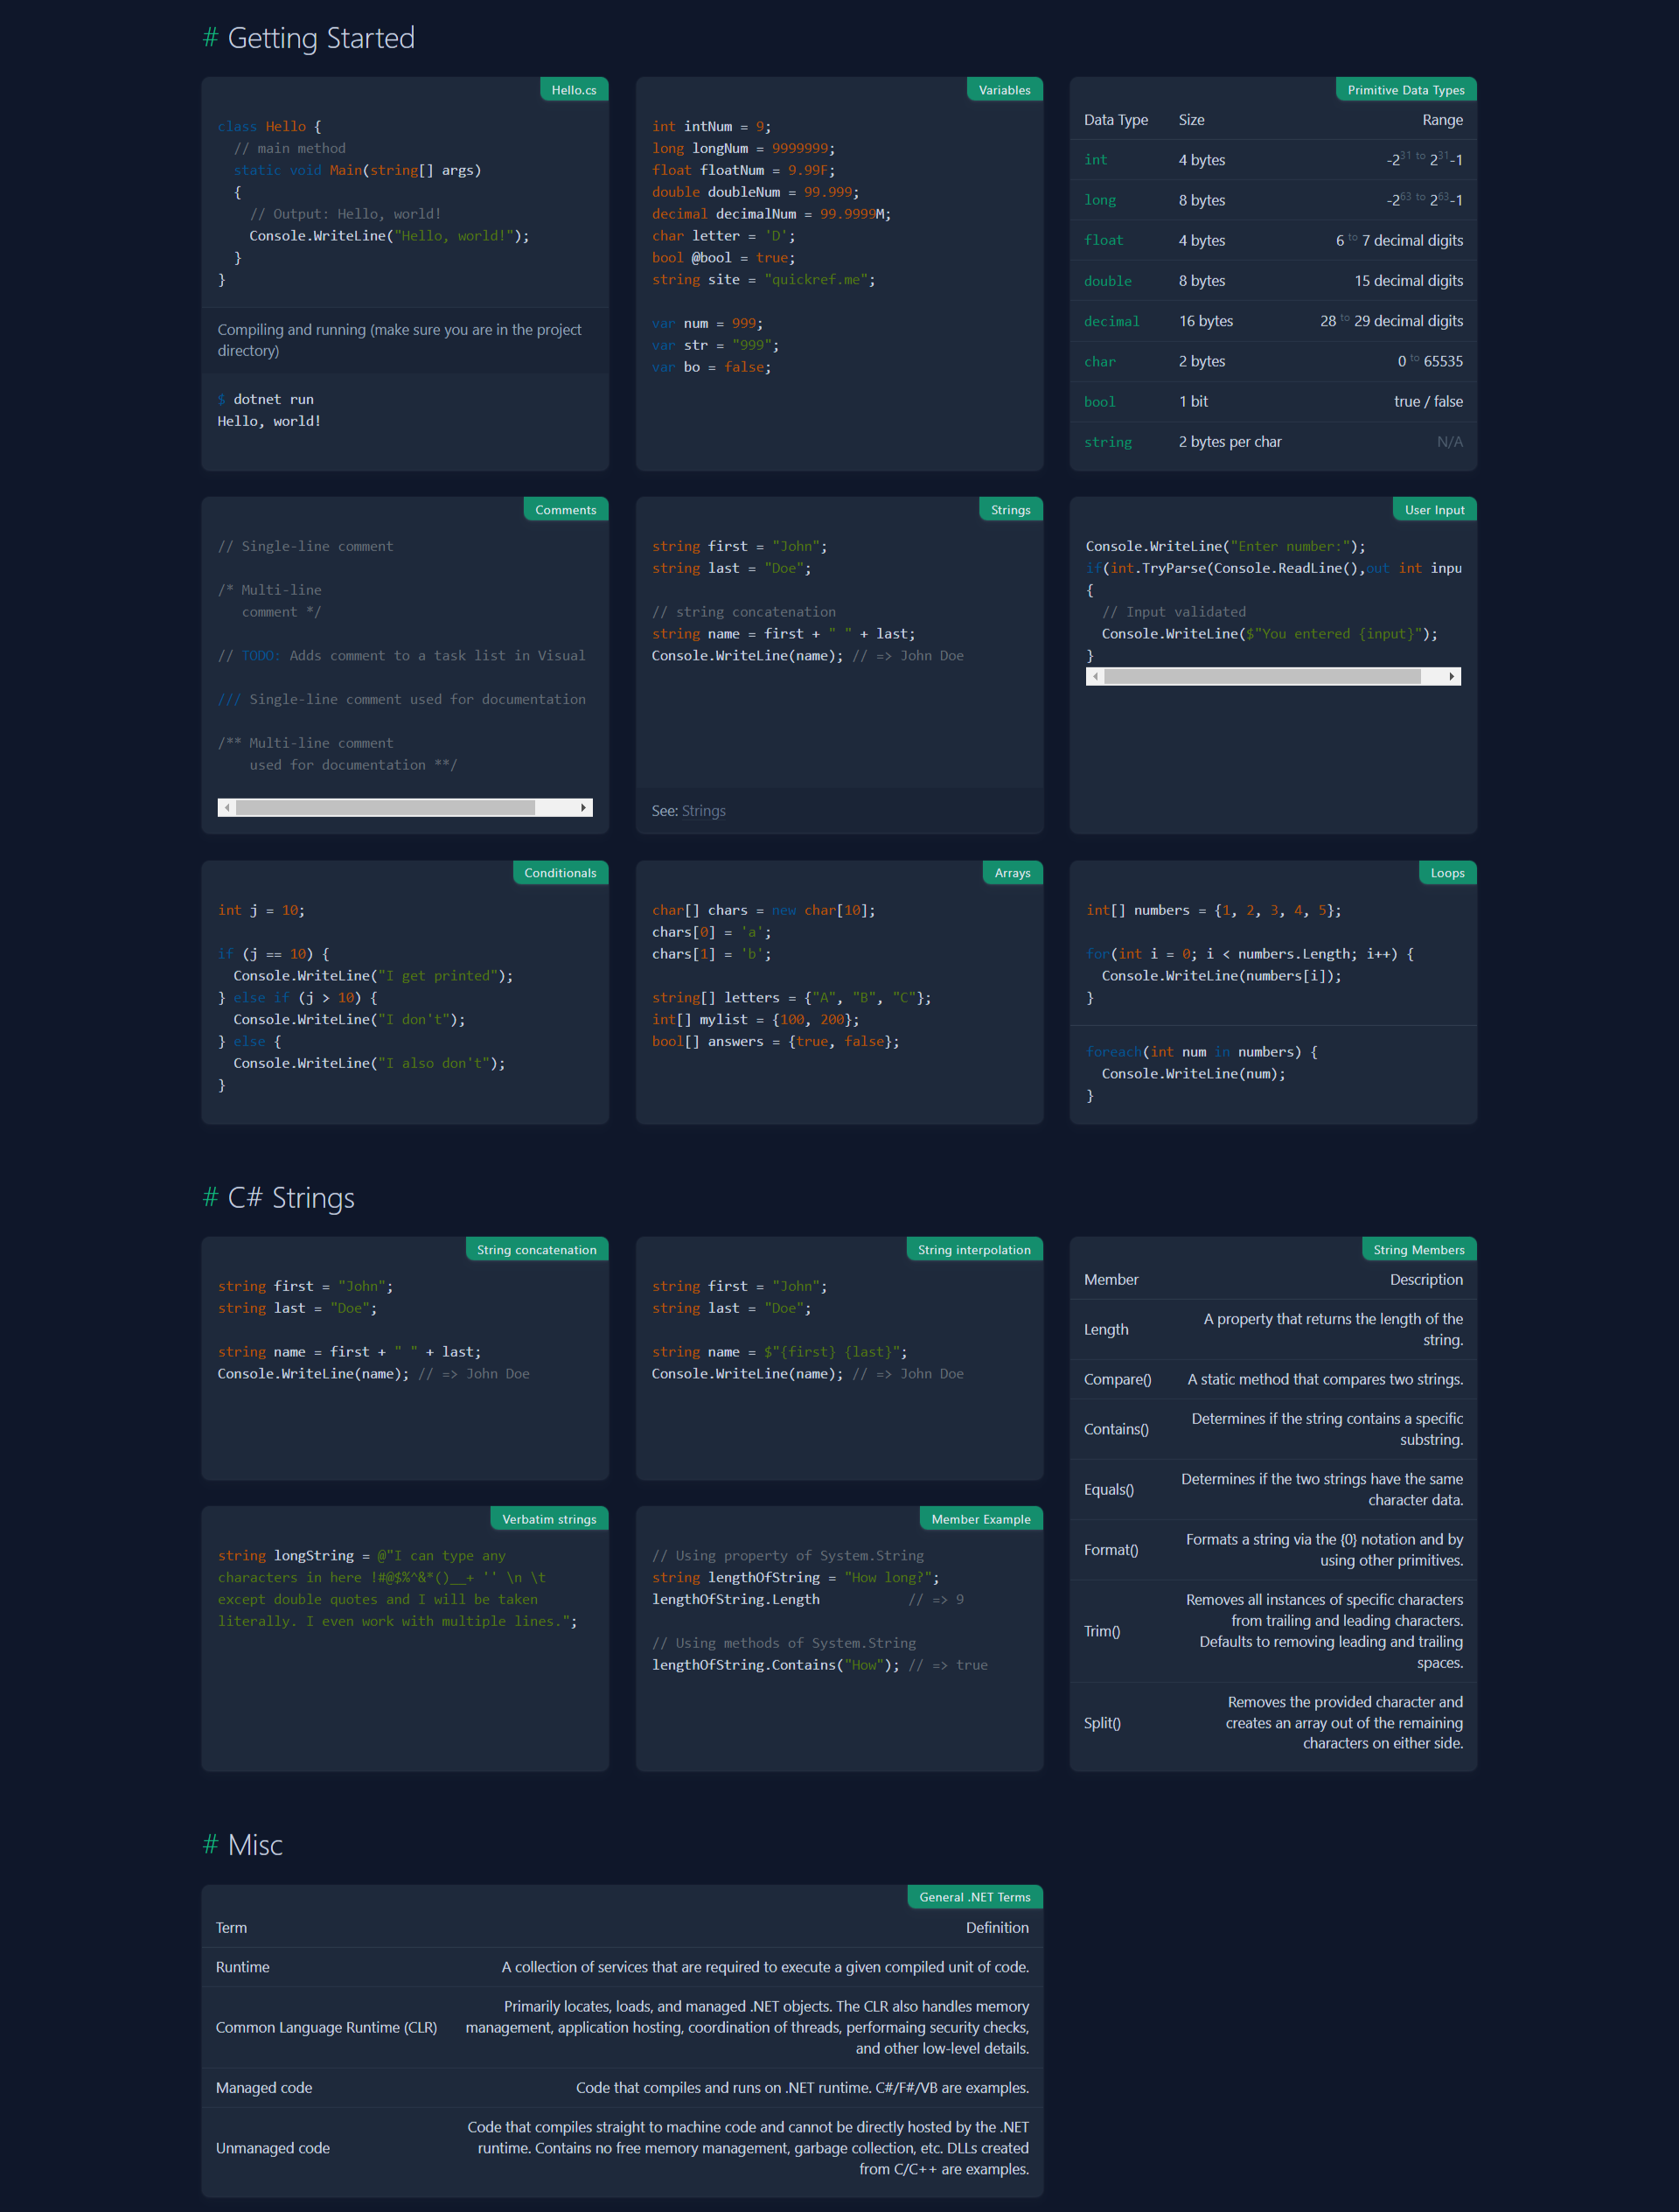 # Getting Started
Hello.cs
class Hello {
  // main method
  static void Main(string[] args)
  {
    // Output: Hello, world!
    Console.WriteLine("Hello, world!");
  }
}
Compiling and running (make sure you are in the project
directory)
$ dotnet run
Hello, world!
Variables
int intNum = 9;
long longNum = 9999999;
float floatNum = 9.99F;
double doubleNum = 99.999;
decimal decimalNum = 99.9999M;
char letter = 'D';
bool @bool = true;
string site = "quickref.me";
var num = 999;
var str = "999";
var bo = false;
Primitive Data Types
Data Type Size Range
int 4 bytes -2^31 to 2^31-1
long 8 bytes -2^63 to 2^63-1
float 4 bytes 6 to 7 decimal digits
double 8 bytes 15 decimal digits
decimal 16 bytes 28 to 29 decimal digits
char 2 bytes 0 to 65535
bool 1 bit true / false
string 2 bytes per char N/A
Comments
// Single-line comment
/* Multi-line
   comment */
// TODO: Adds comment to a task list in Visual
/// Single-line comment used for documentation
/** Multi-line comment
    used for documentation **/
Strings
string first = "John";
string last = "Doe";
// string concatenation
string name = first + " " + last;
Console.WriteLine(name); // => John Doe
See: Strings
User Input
Console.WriteLine("Enter number:");
if(int.TryParse(Console.ReadLine(),out int inpu
{
  // Input validated
  Console.WriteLine($"You entered {input}");
}
Conditionals
int j = 10;
if (j == 10) {
  Console.WriteLine("I get printed");
} else if (j > 10) {
  Console.WriteLine("I don't");
} else {
  Console.WriteLine("I also don't");
}
Arrays
char[] chars = new char[10];
chars[0] = 'a';
chars[1] = 'b';
string[] letters = {"A", "B", "C"};
int[] mylist = {100, 200};
bool[] answers = {true, false};
Loops
int[] numbers = {1, 2, 3, 4, 5};
for(int i = 0; i < numbers.Length; i++) {
  Console.WriteLine(numbers[i]);
}
foreach(int num in numbers) {
  Console.WriteLine(num);
}
# C# Strings
String concatenation
string first = "John";
string last = "Doe";
string name = first + " " + last;
Console.WriteLine(name); // => John Doe
String interpolation
string first = "John";
string last = "Doe";
string name = $"{first} {last}";
Console.WriteLine(name); // => John Doe
String Members
Member Description
Length A property that returns the length of the
string.
Compare() A static method that compares two strings.
Contains() Determines if the string contains a specific
substring.
Equals() Determines if the two strings have the same
character data.
Format() Formats a string via the {0} notation and by
using other primitives.
Trim() Removes all instances of specific characters
from trailing and leading characters.
Defaults to removing leading and trailing
spaces.
Split() Removes the provided character and
creates an array out of the remaining
characters on either side.
Verbatim strings
string longString = @"I can type any
characters in here !#@$%^&*()__+ '' \n \t
except double quotes and I will be taken
literally. I even work with multiple lines.";
Member Example
// Using property of System.String
string lengthOfString = "How long?";
lengthOfString.Length           // => 9
// Using methods of System.String
lengthOfString.Contains("How"); // => true
# Misc
General .NET Terms
Term Definition
Runtime A collection of services that are required to execute a given compiled unit of code.
Common Language Runtime (CLR) Primarily locates, loads, and managed .NET objects. The CLR also handles memory
management, application hosting, coordination of threads, performaing security checks,
and other low-level details.
Managed code Code that compiles and runs on .NET runtime. C#/F#/VB are examples.
Unmanaged code Code that compiles straight to machine code and cannot be directly hosted by the .NET
runtime. Contains no free memory management, garbage collection, etc. DLLs created
from C/C++ are examples.